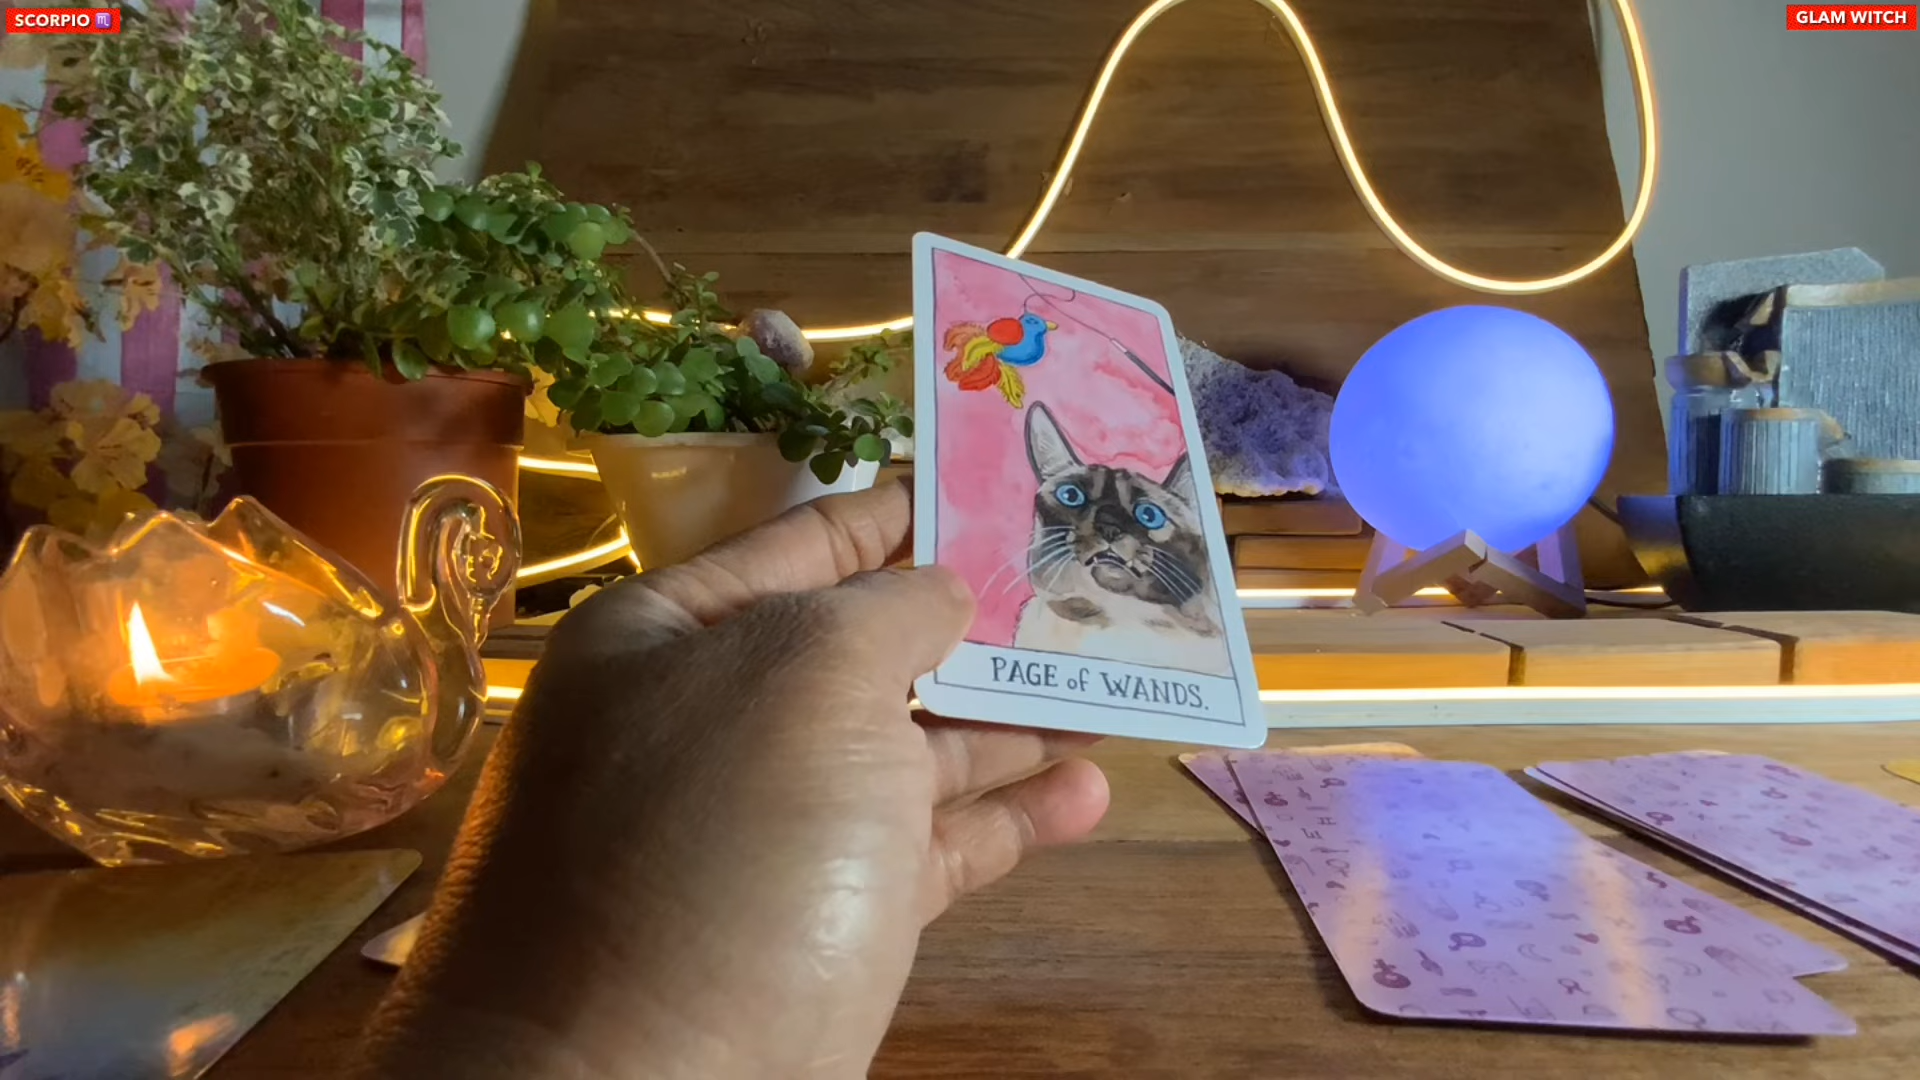 SCORPIO ♏
GLAM WITCH
PAGE of WANDS.